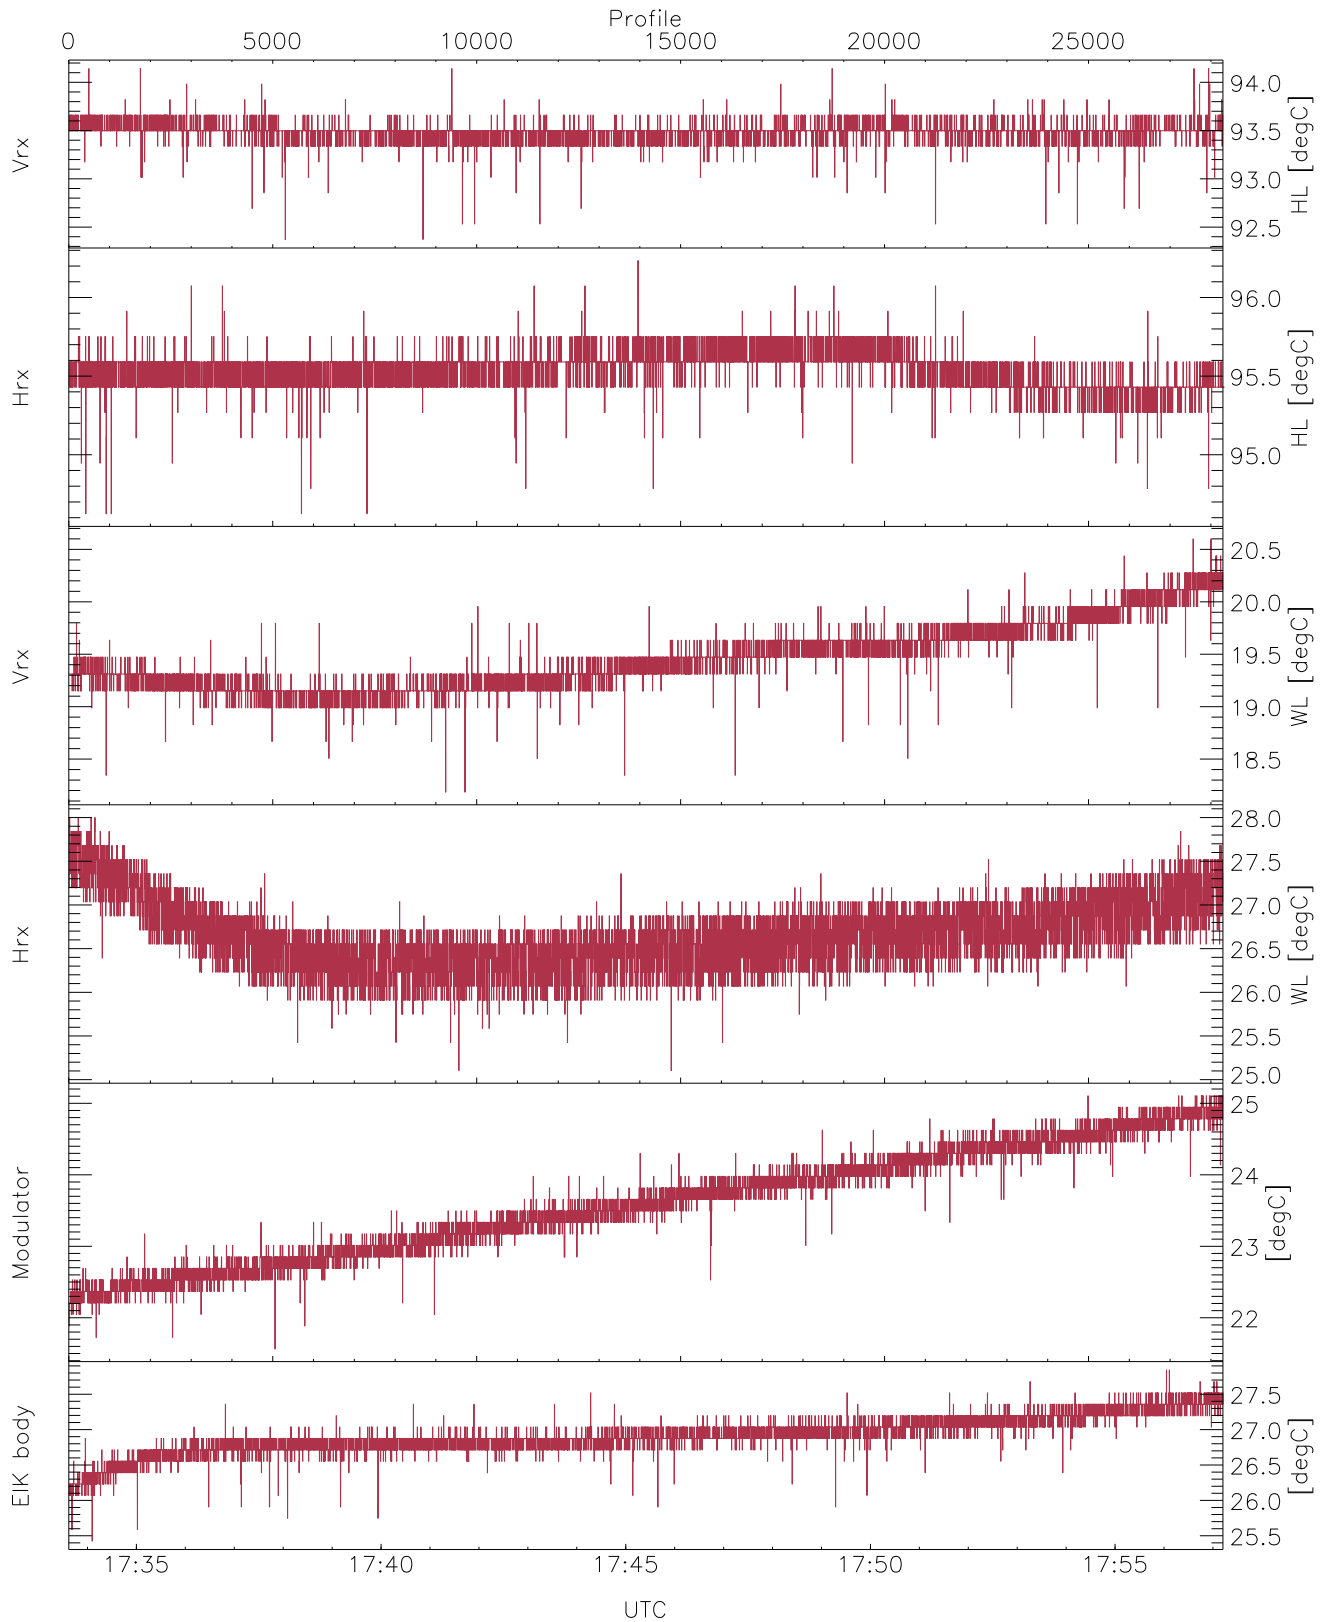 Profile
0 5000 10000 15000 20000 25000
Vrx
94.0
93.5
93.0
92.5
HL [degC]
Hrx
96.0
95.5
95.0
HL [degC]
Vrx
20.5
20.0
19.5
19.0
18.5
WL [degC]
Hrx
28.0
27.5
27.0
26.5
26.0
25.5
25.0
WL [degC]
Modulator
25
24
23
22
[degC]
EIK body
27.5
27.0
26.5
26.0
25.5
[degC]
17:35 17:40 17:45 17:50 17:55
UTC